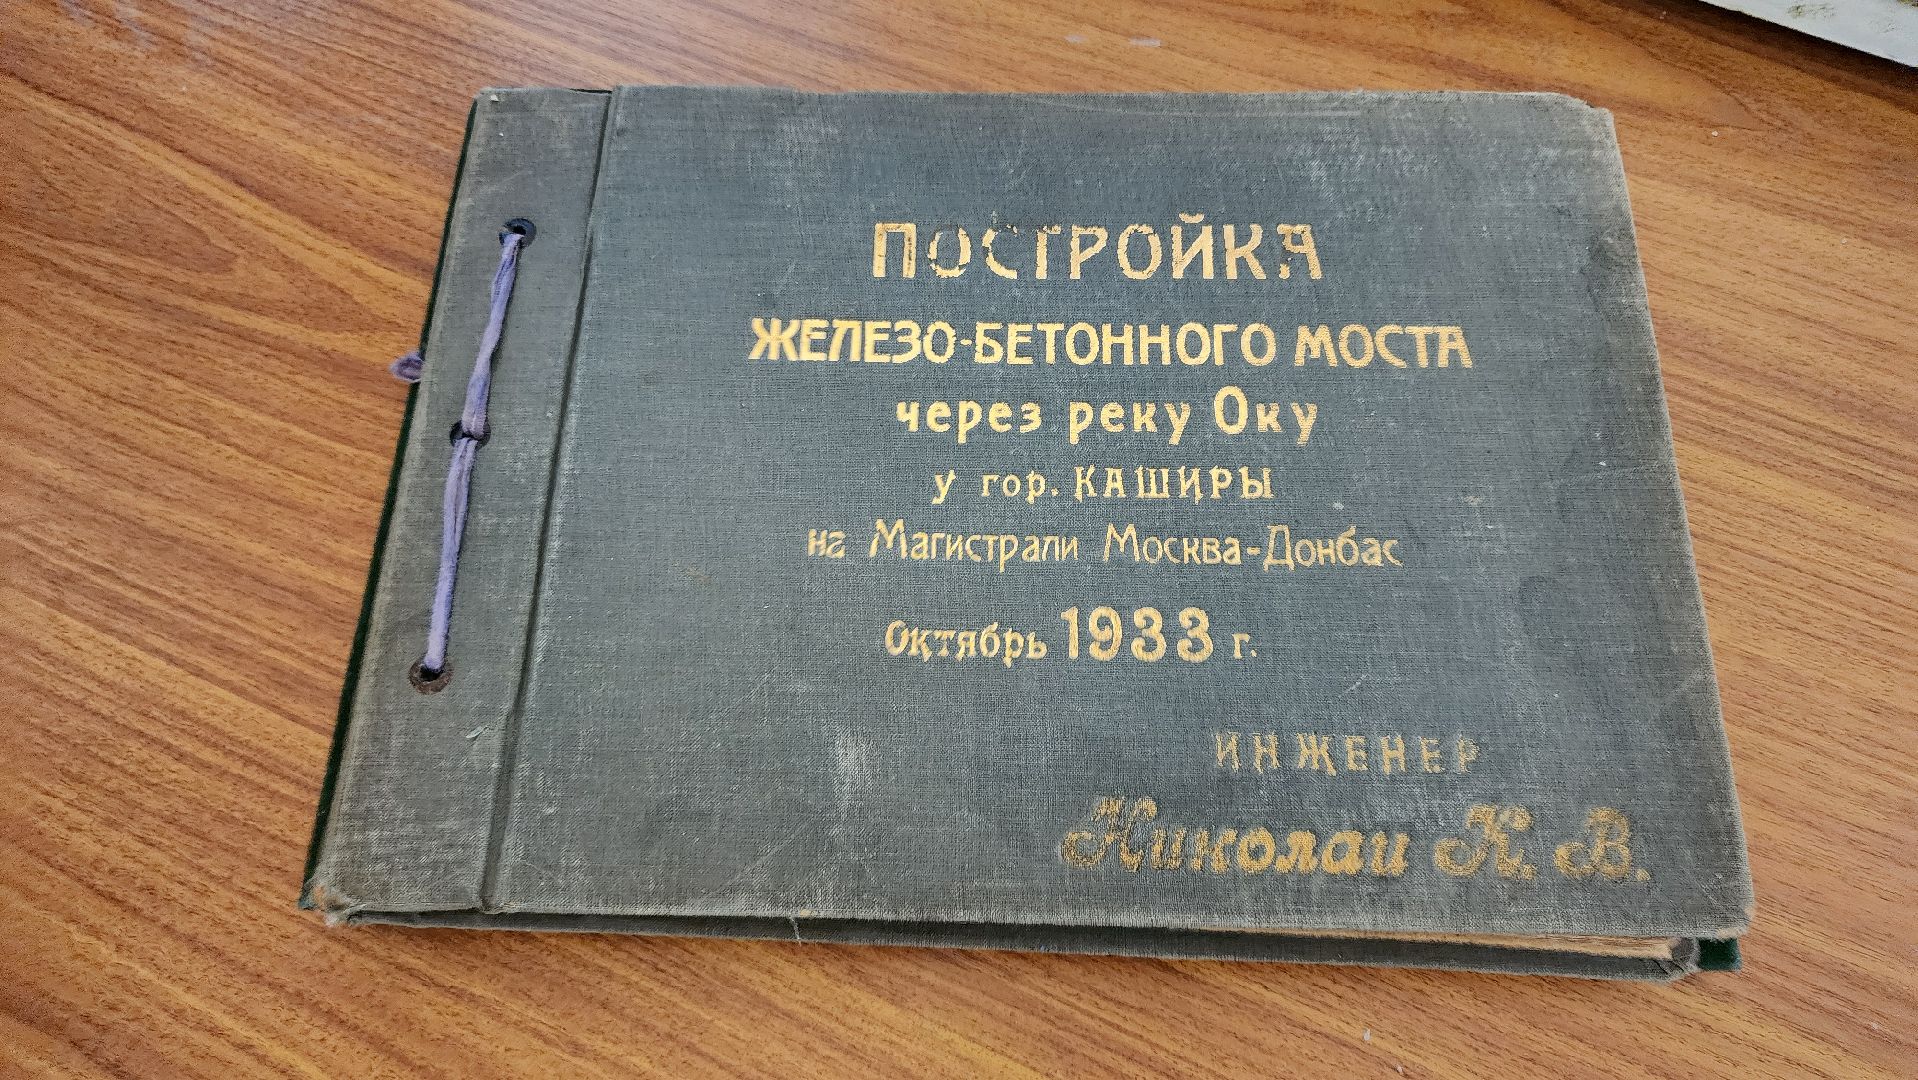 ПОСТРОЙКА
ЖЕЛЕЗО-БЕТОННОГО МОСТА
через реку Оку
у гор. КАШИРЫ
на Магистрали Москва-Донбас
Октябрь 1933 г.
ИНЖЕНЕР
Николаи К. В.